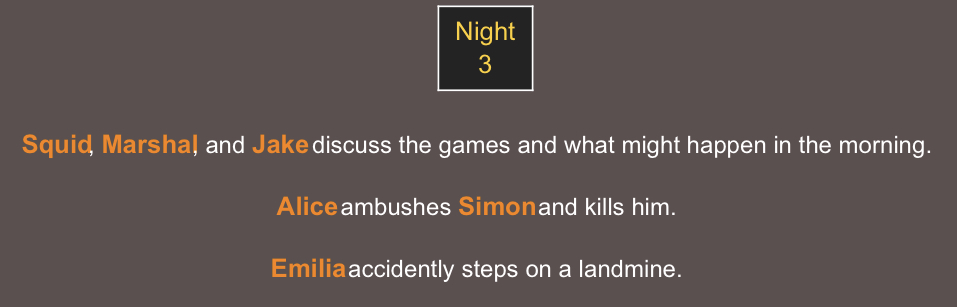 Night
3
Squid, Marshal, and Jake discuss the games and what might happen in the morning.
Alice ambushes Simon and kills him.
Emilia accidently steps on a landmine.